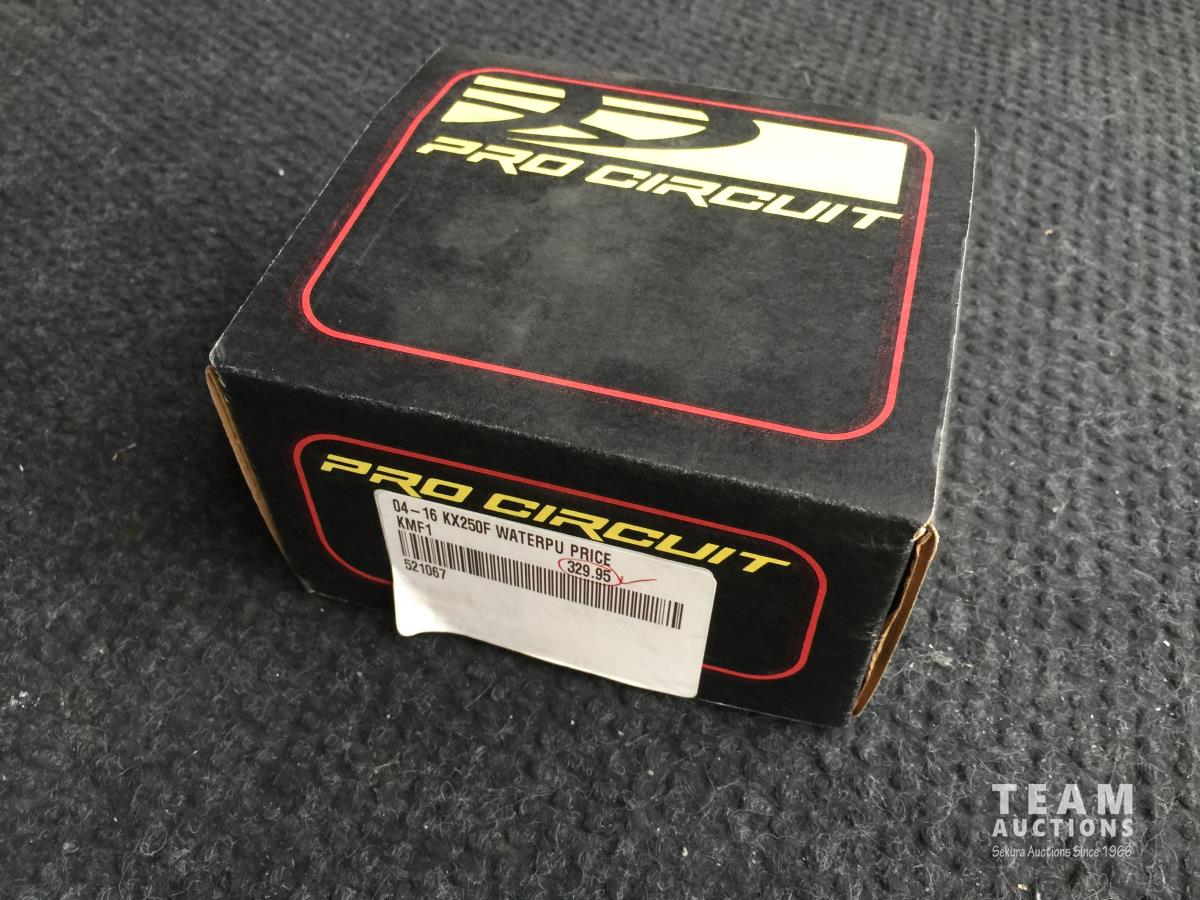 PRO CIRCUIT
PRO CIRCUIT
04-16 KX250F WATERPU PRICE
KMF1
329.95
521067
TEAM
AUCTIONS
Sekura Auctions Since 1966